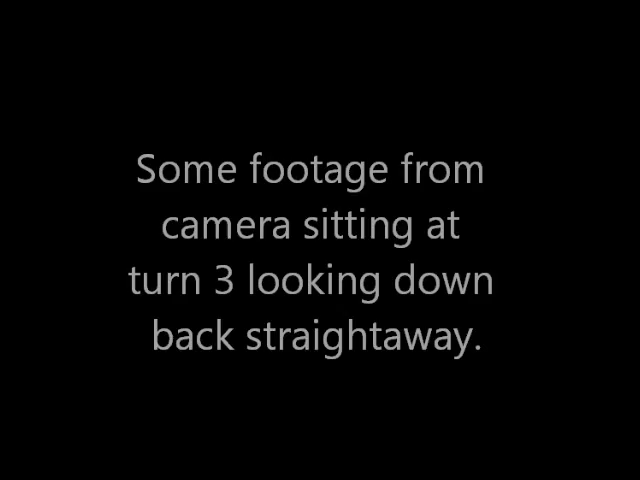 Some footage from
camera sitting at
turn 3 looking down
back straightaway.